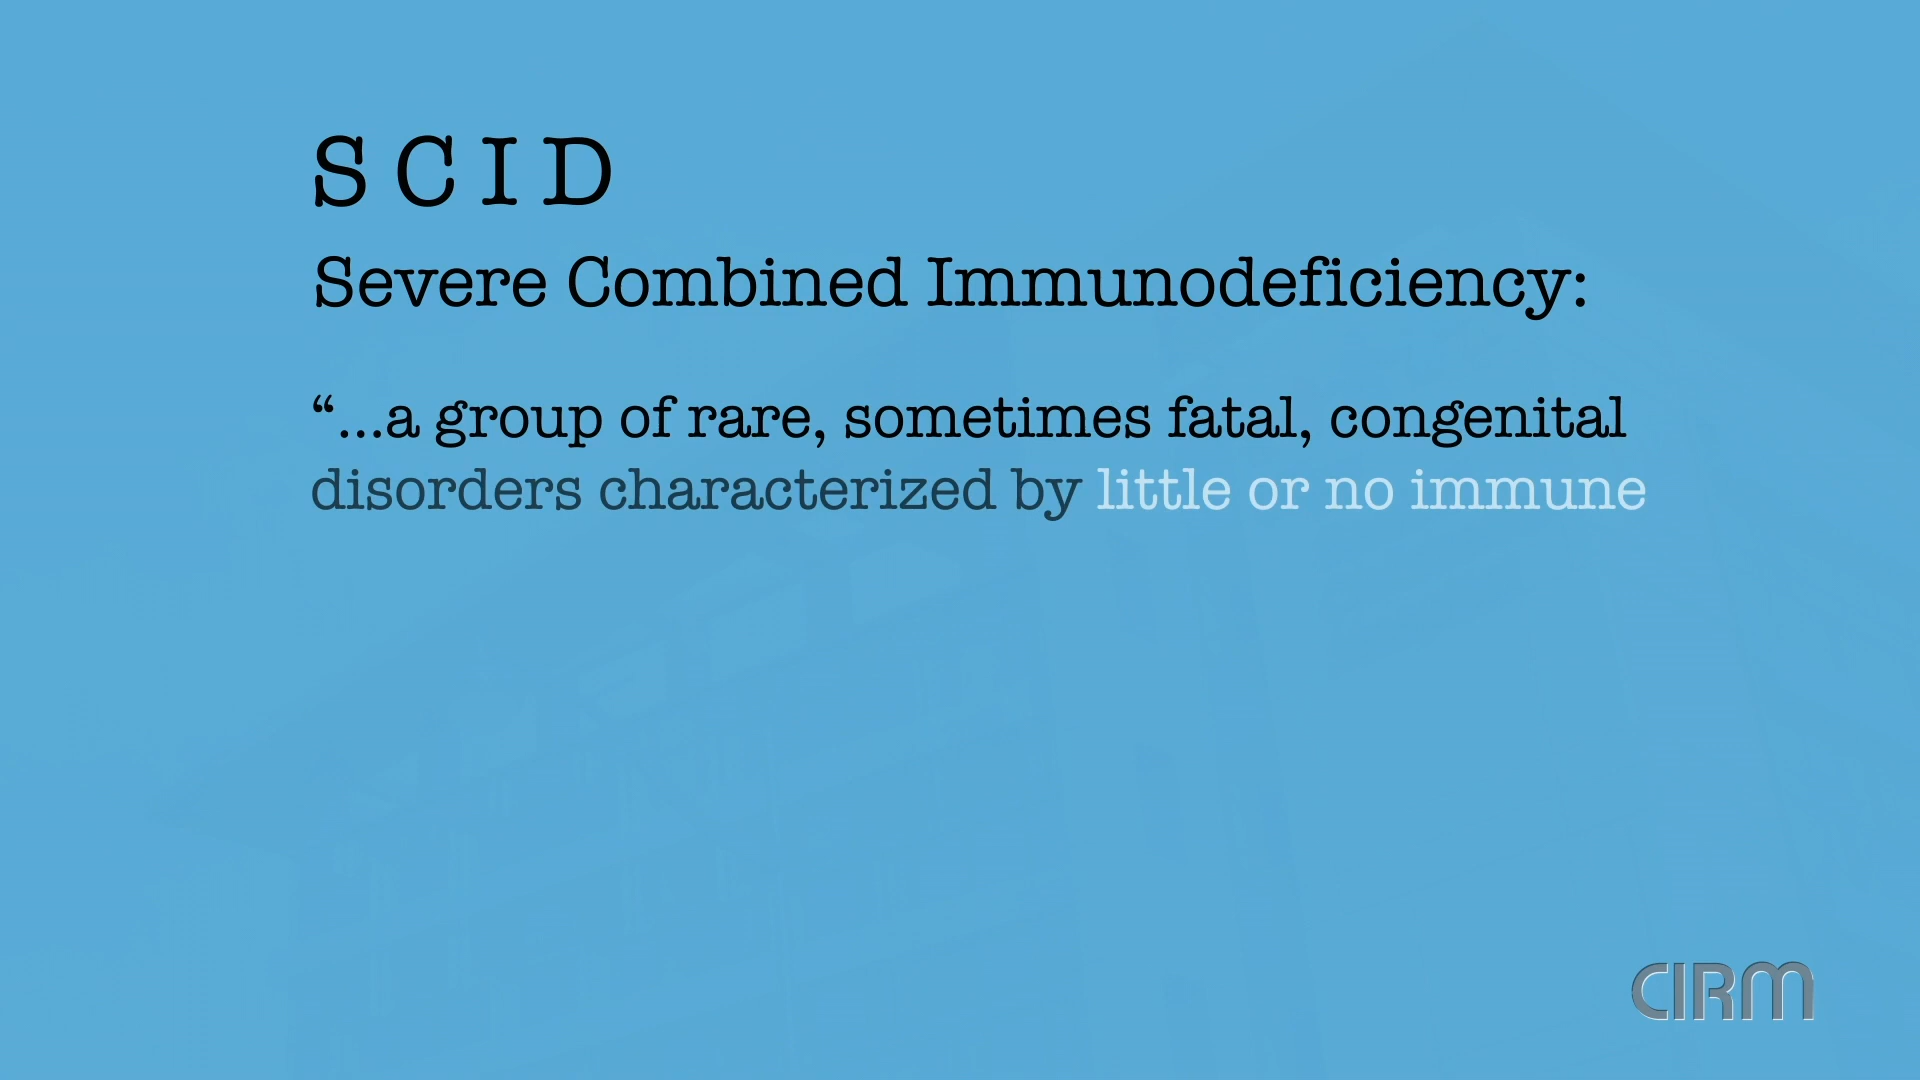 S C I D
Severe Combined Immunodeficiency:
“...a group of rare, sometimes fatal, congenital
disorders characterized by little or no immune
CIRM